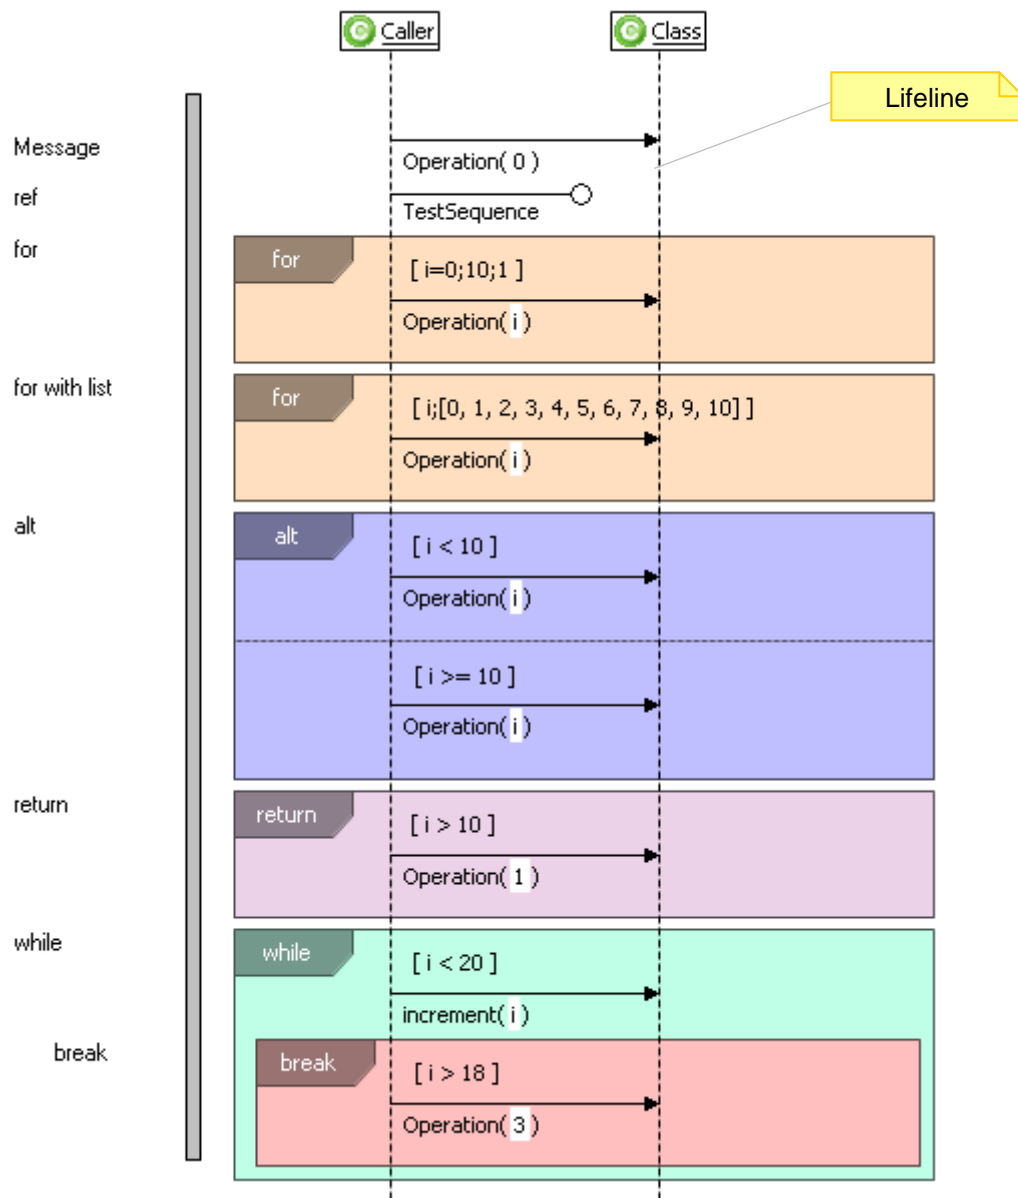 Caller
Class
Lifeline
Message
Operation( 0 )
ref
TestSequence
for
for
[ i=0;10;1 ]
Operation( i )
for with list
for
[ i;[0, 1, 2, 3, 4, 5, 6, 7, 8, 9, 10] ]
Operation( i )
alt
alt
[ i < 10 ]
Operation( i )
[ i >= 10 ]
Operation( i )
return
return
[ i > 10 ]
Operation( 1 )
while
while
[ i < 20 ]
increment( i )
break
break
[ i > 18 ]
Operation( 3 )